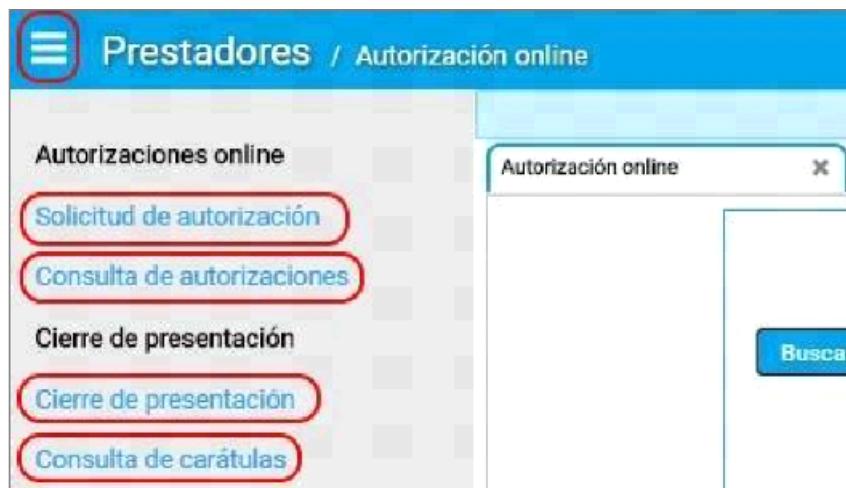 Prestadores / Autorización online
Autorizaciones online
Solicitud de autorización
Consulta de autorizaciones
Cierre de presentación
Cierre de presentación
Consulta de carátulas
Autorización online
Busca